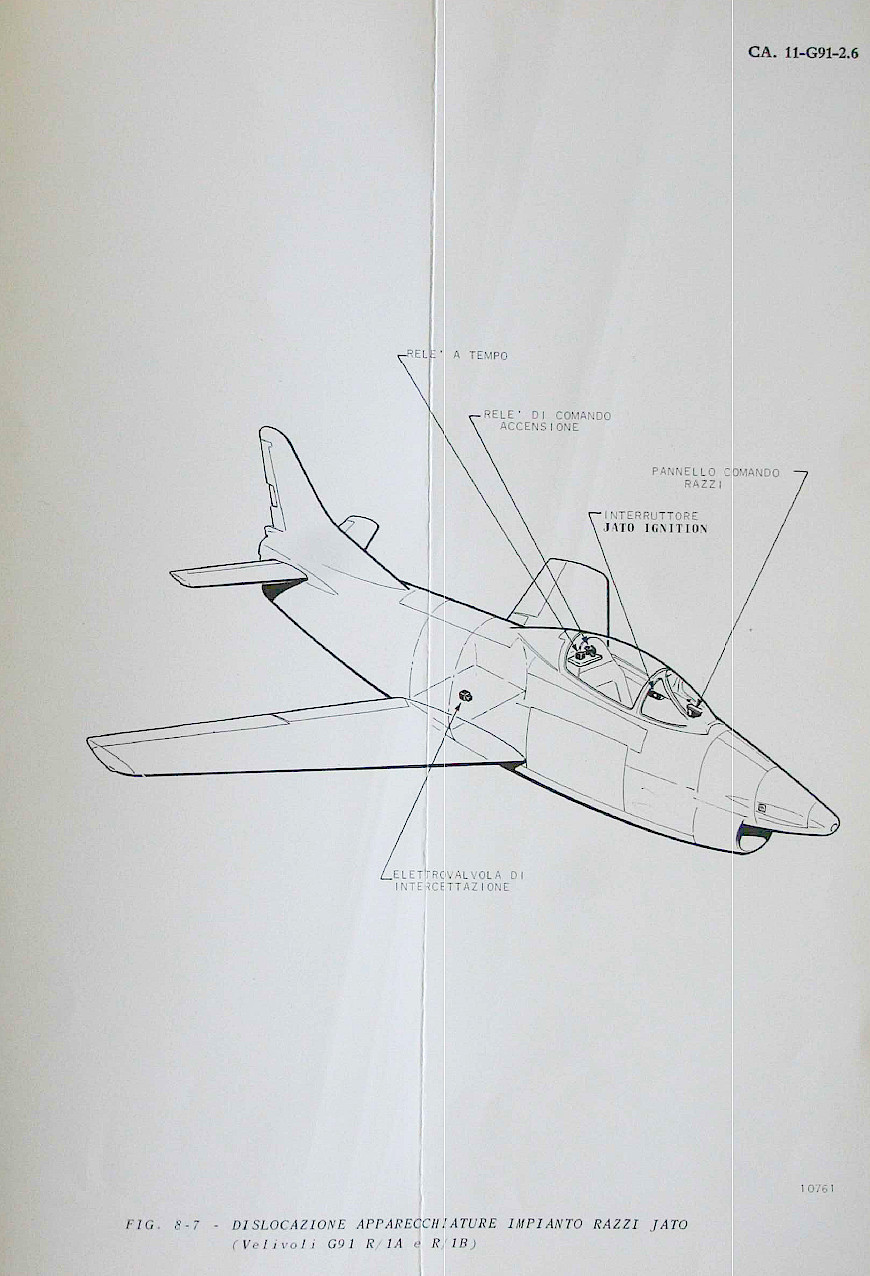 CA. 11-G91-2.6
RELE' A TEMPO
RELE' DI COMANDO
ACCENSIONE
PANNELLO COMANDO
RAZZI
INTERRUTTORE
JATO IGNITION
ELETTROVALVOLA DI
INTERCETTAZIONE
10761
FIG. 8-7 - DISLOCAZIONE APPARECCHIATURE IMPIANTO RAZZI JATO
(Velivoli G91 R/1A e R/1B)